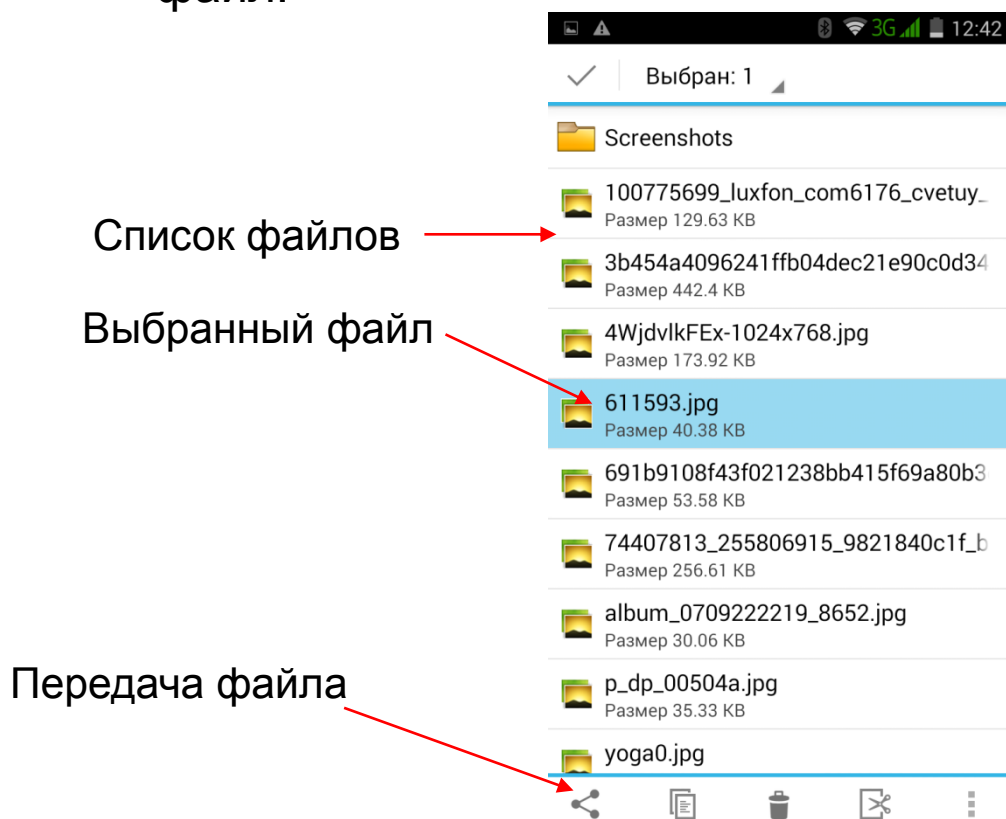 файл.
3G 12:42
Выбран: 1
Screenshots
100775699_luxfon_com6176_cvetuy_
Размер 129.63 KB
Список файлов
3b454a4096241ffb04dec21e90c0d34
Размер 442.4 KB
Выбранный файл
4WjdvlkFEx-1024x768.jpg
Размер 173.92 KB
611593.jpg
Размер 40.38 KB
691b9108f43f021238bb415f69a80b3
Размер 53.58 KB
74407813_255806915_9821840c1f_b
Размер 256.61 KB
album_0709222219_8652.jpg
Размер 30.06 KB
Передача файла
p_dp_00504a.jpg
Размер 35.33 KB
yoga0.jpg